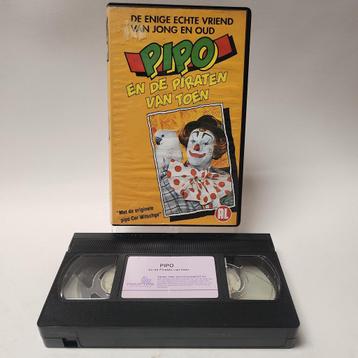 DE ENIGE ECHTE VRIEND
VAN JONG EN OUD
PIPO
EN DE PIRATEN
VAN TOEN
"Met de originele
pipo Cor Witschge"
AL
PIPO
en de Piraten van toen